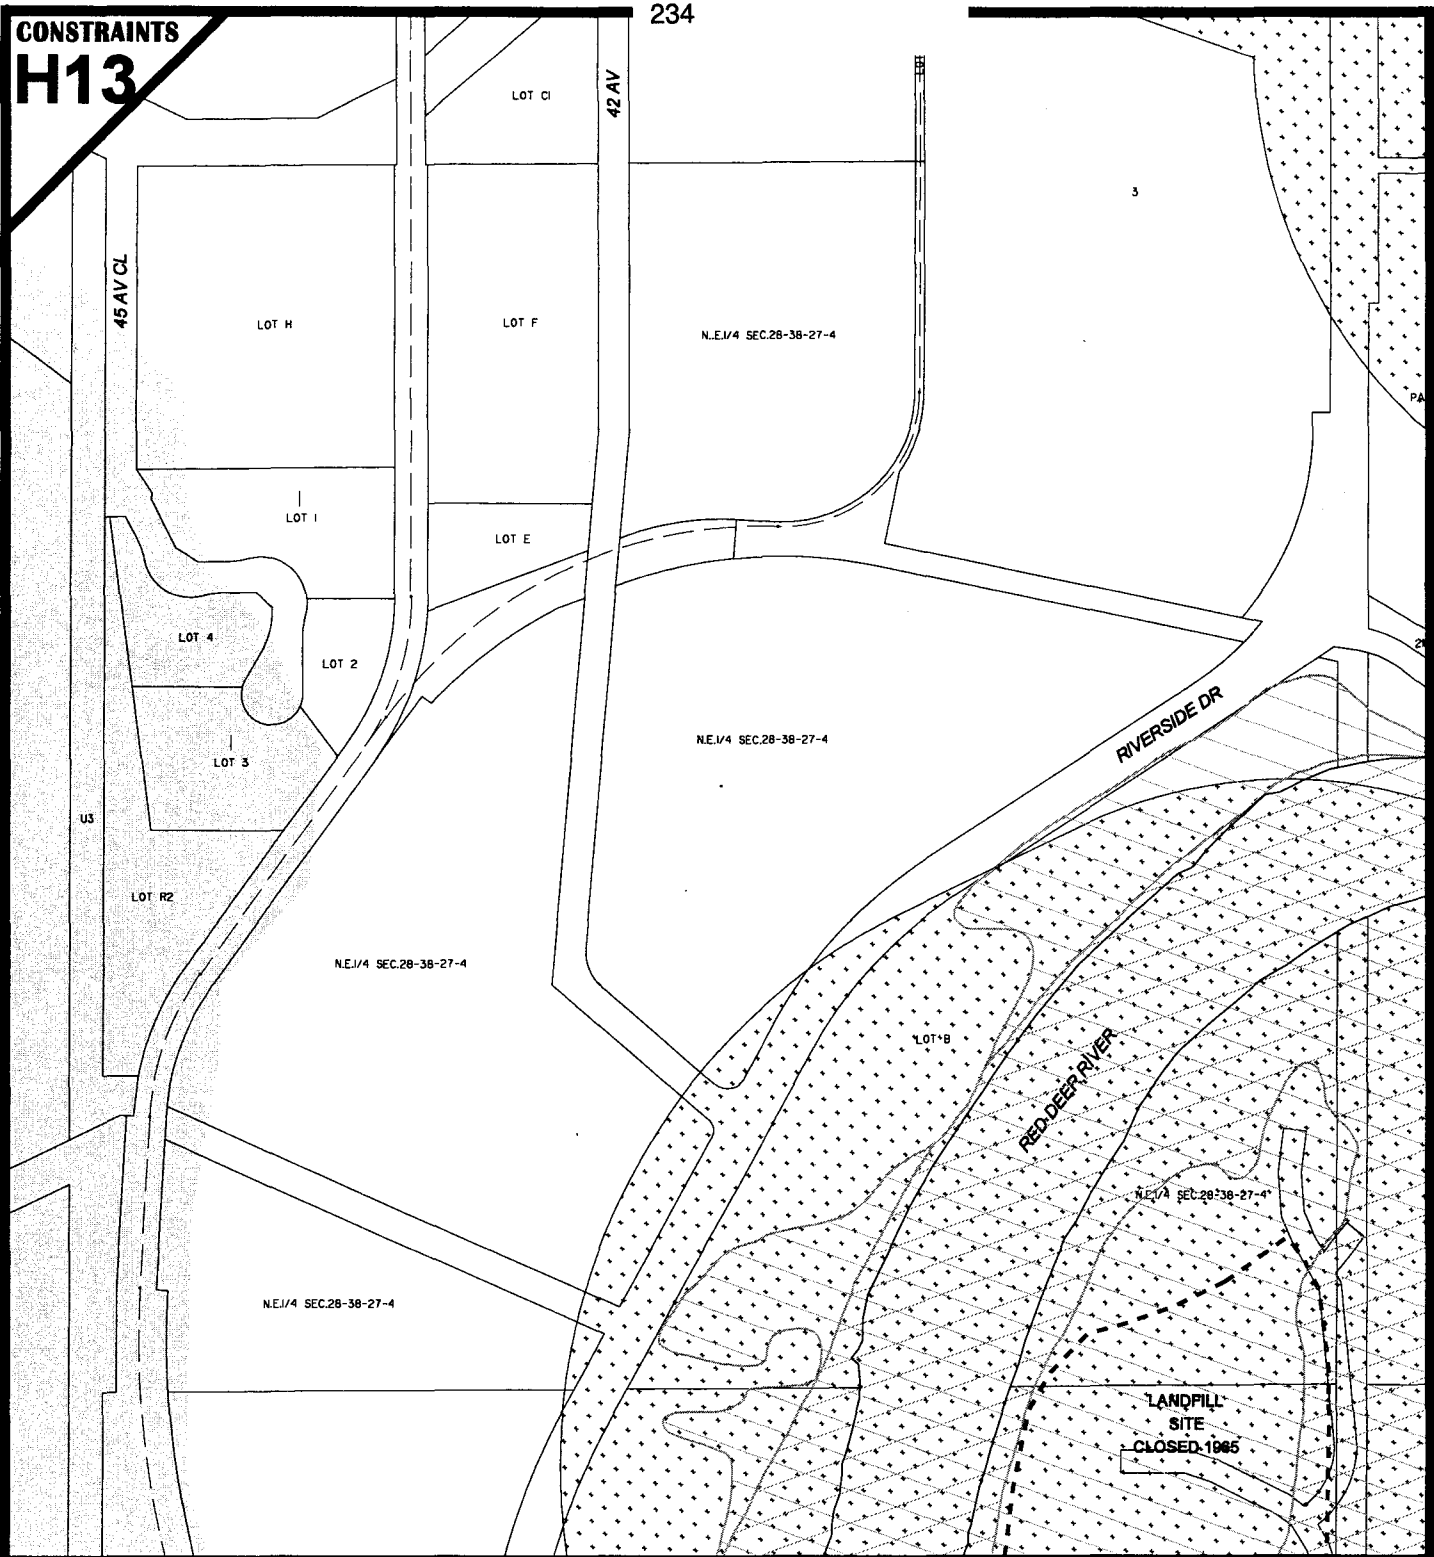 234
CONSTRAINTS
H13
LOT CI
42 AV
3
45 AV CL
LOT H
LOT F
N..E.1/4 SEC.28-38-27-4
PA
LOT I
LOT E
LOT 4
LOT 2
21
RIVERSIDE DR
N.E.1/4 SEC.28-38-27-4
LOT 3
U3
LOT R2
N.E.1/4 SEC.28-38-27-4
LOT B
RED DEER RIVER
N.E.1/4 SEC.28-38-27-4
N.E.1/4 SEC.28-38-27-4
LANDFILL
SITE
CLOSED 1965